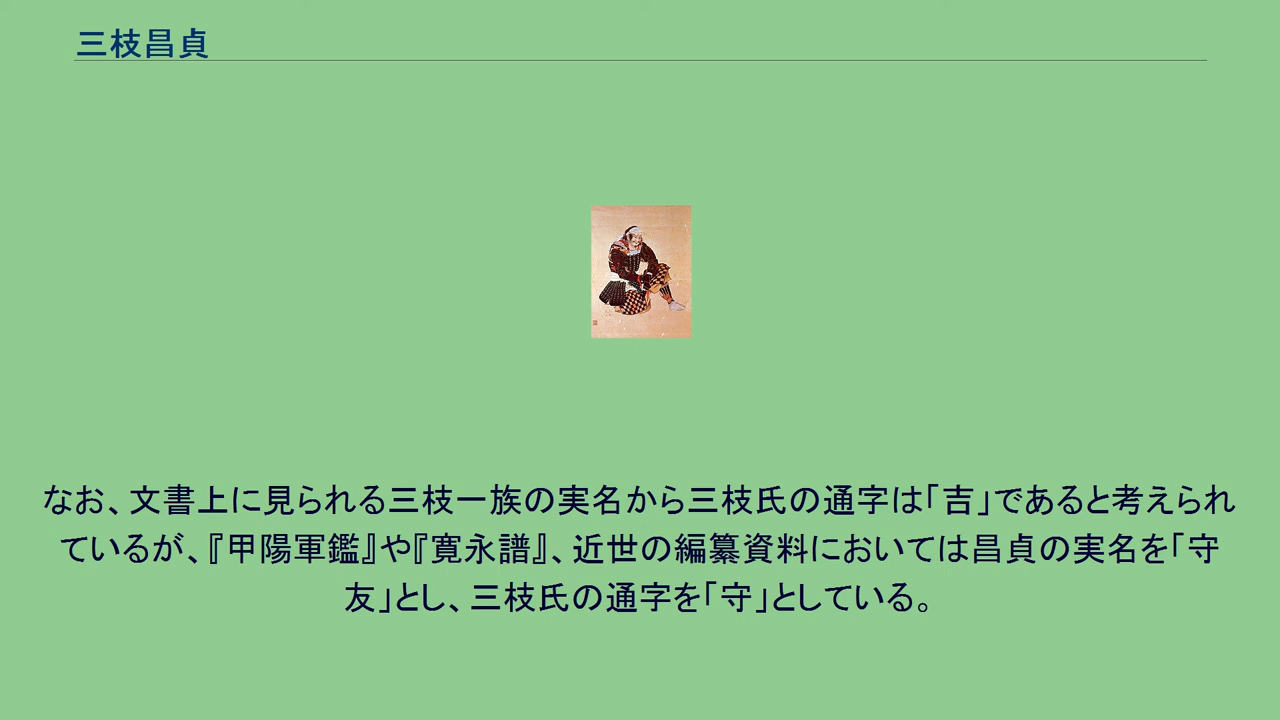 三枝昌貞
なお、文書上に見られる三枝一族の実名から三枝氏の通字は｢吉｣であると考えられ
ているが、『甲陽軍鑑』や『寛永譜』、近世の編纂資料においては昌貞の実名を｢守
友｣とし、三枝氏の通字を｢守｣としている。